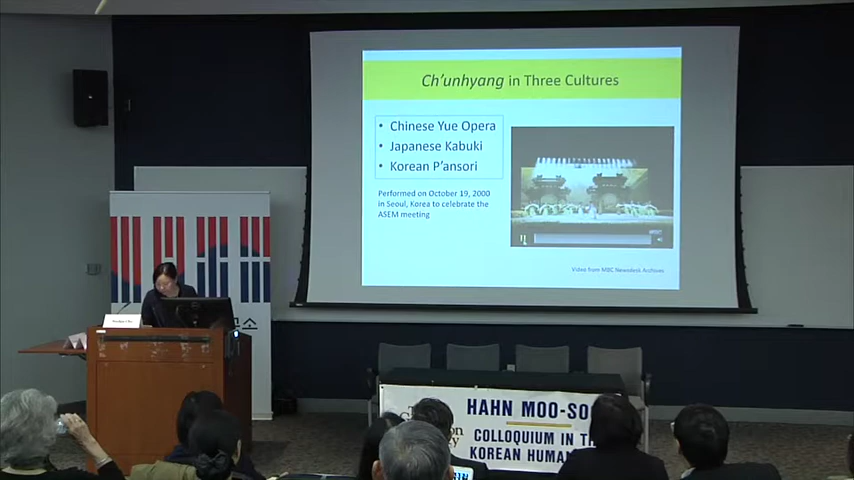 Ch'unhyang in Three Cultures
• Chinese Yue Opera
• Japanese Kabuki
• Korean P'ansori
Performed on October 19, 2000
in Seoul, Korea to celebrate the
ASEM meeting
Video from MBC Newsdesk Archives
HAHN MOO-SO
COLLOQUIUM IN TH
KOREAN HUMAN